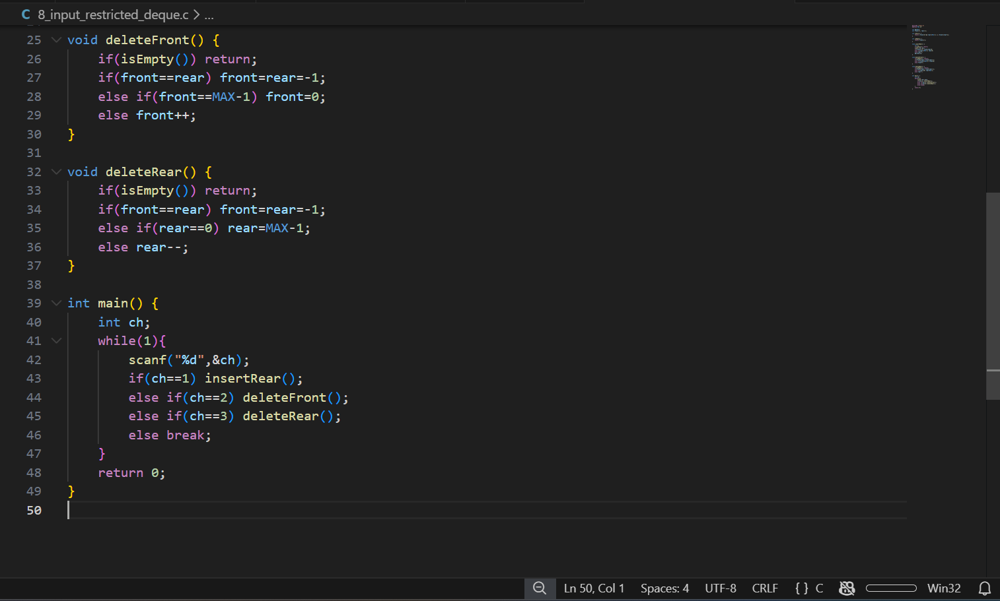 C 8_input_restricted_deque.c > ...
25 void deleteFront() {
26     if(isEmpty()) return;
27     if(front==rear) front=rear=-1;
28     else if(front==MAX-1) front=0;
29     else front++;
30 }
31
32 void deleteRear() {
33     if(isEmpty()) return;
34     if(front==rear) front=rear=-1;
35     else if(rear==0) rear=MAX-1;
36     else rear--;
37 }
38
39 int main() {
40     int ch;
41     while(1){
42         scanf("%d",&ch);
43         if(ch==1) insertRear();
44         else if(ch==2) deleteFront();
45         else if(ch==3) deleteRear();
46         else break;
47     }
48     return 0;
49 }
50
Ln 50, Col 1 Spaces: 4 UTF-8 CRLF {} C Win32